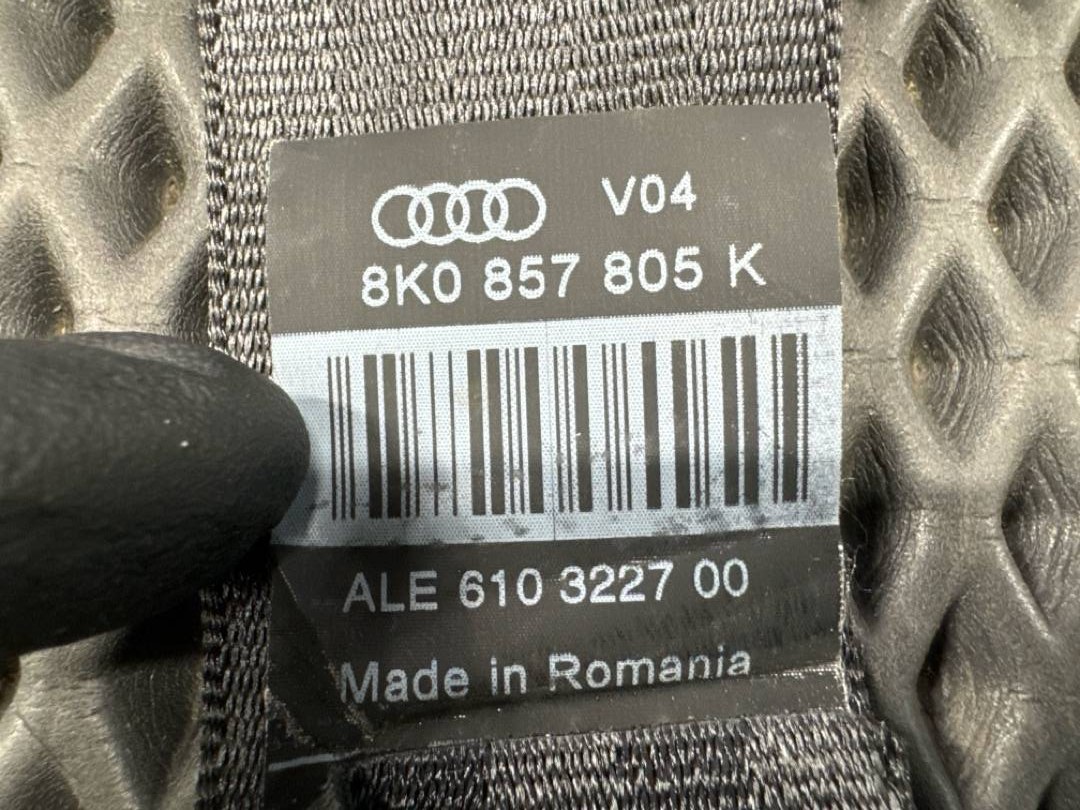 V04
8K0 857 805 K
ALE 610 3227 00
Made in Romania